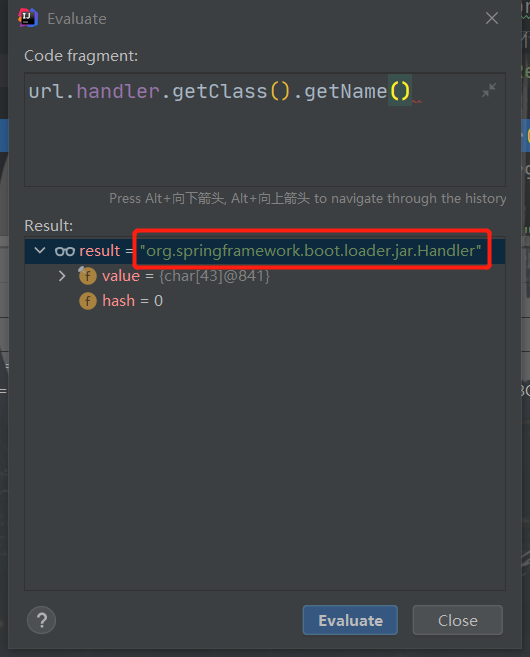 Evaluate
Code fragment:
url.handler.getClass().getName()
Press Alt+向下箭头, Alt+向上箭头 to navigate through the history
Result:
result = "org.springframework.boot.loader.jar.Handler"
value = {char[43]@841}
hash = 0
? Evaluate Close